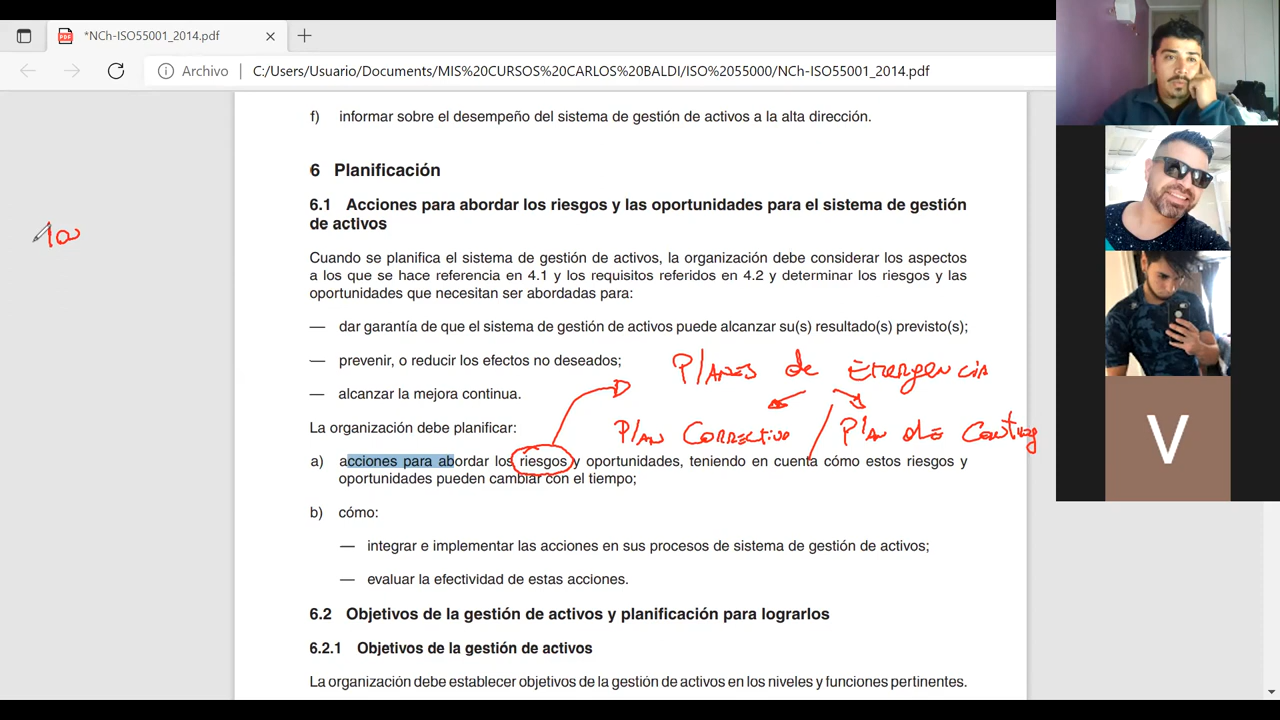 *NCh-ISO55001_2014.pdf
Archivo C:/Users/Usuario/Documents/MIS%20CURSOS%20CARLOS%20BALDI/ISO%2055000/NCh-ISO55001_2014.pdf
f) informar sobre el desempeño del sistema de gestión de activos a la alta dirección.
6 Planificación
6.1 Acciones para abordar los riesgos y las oportunidades para el sistema de gestión
de activos
100
Cuando se planifica el sistema de gestión de activos, la organización debe considerar los aspectos
a los que se hace referencia en 4.1 y los requisitos referidos en 4.2 y determinar los riesgos y las
oportunidades que necesitan ser abordadas para:
— dar garantía de que el sistema de gestión de activos puede alcanzar su(s) resultado(s) previsto(s);
— prevenir, o reducir los efectos no deseados;
Planes de Emergencia
— alcanzar la mejora continua.
La organización debe planificar:
Plan Correctivo Plan de Conting
a) acciones para abordar los riesgos y oportunidades, teniendo en cuenta cómo estos riesgos y
oportunidades pueden cambiar con el tiempo;
b) cómo:
— integrar e implementar las acciones en sus procesos de sistema de gestión de activos;
— evaluar la efectividad de estas acciones.
6.2 Objetivos de la gestión de activos y planificación para lograrlos
6.2.1 Objetivos de la gestión de activos
La organización debe establecer objetivos de la gestión de activos en los niveles y funciones pertinentes.
V